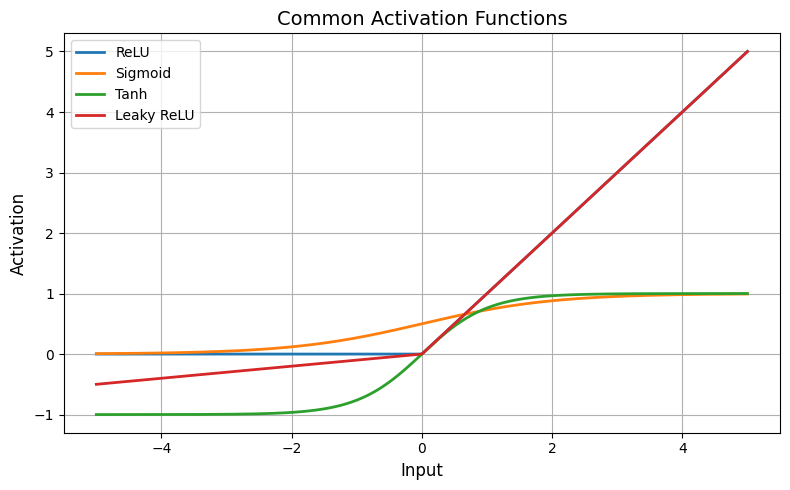 Common Activation Functions
ReLU
Sigmoid
Tanh
Leaky ReLU
5
4
3
2
1
0
−1
Activation
−4
−2
0
2
4
Input